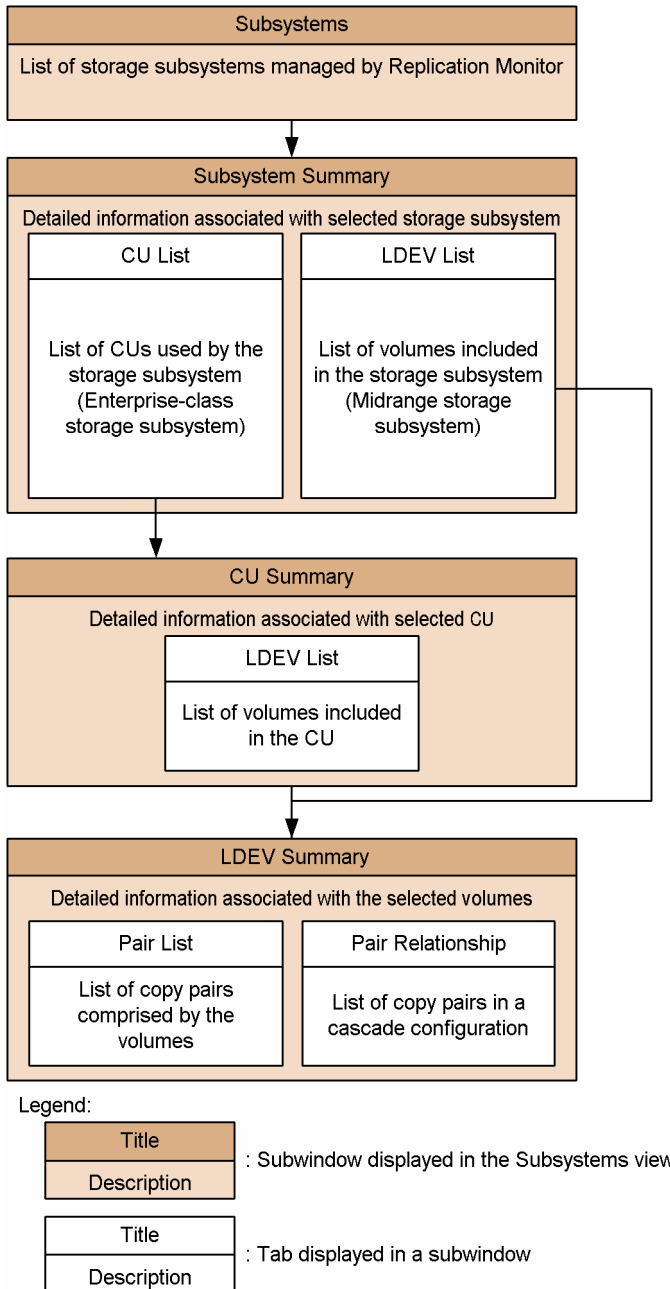 Subsystems
List of storage subsystems managed by Replication Monitor
Subsystem Summary
Detailed information associated with selected storage subsystem
CU List
List of CUs used by the
storage subsystem
(Enterprise-class
storage subsystem)
LDEV List
List of volumes included
in the storage subsystem
(Midrange storage
subsystem)
CU Summary
Detailed information associated with selected CU
LDEV List
List of volumes included
in the CU
LDEV Summary
Detailed information associated with the selected volumes
Pair List
List of copy pairs
comprised by the
volumes
Pair Relationship
List of copy pairs in a
cascade configuration
Legend:
Title
Description
: Subwindow displayed in the Subsystems view
Title
Description
: Tab displayed in a subwindow